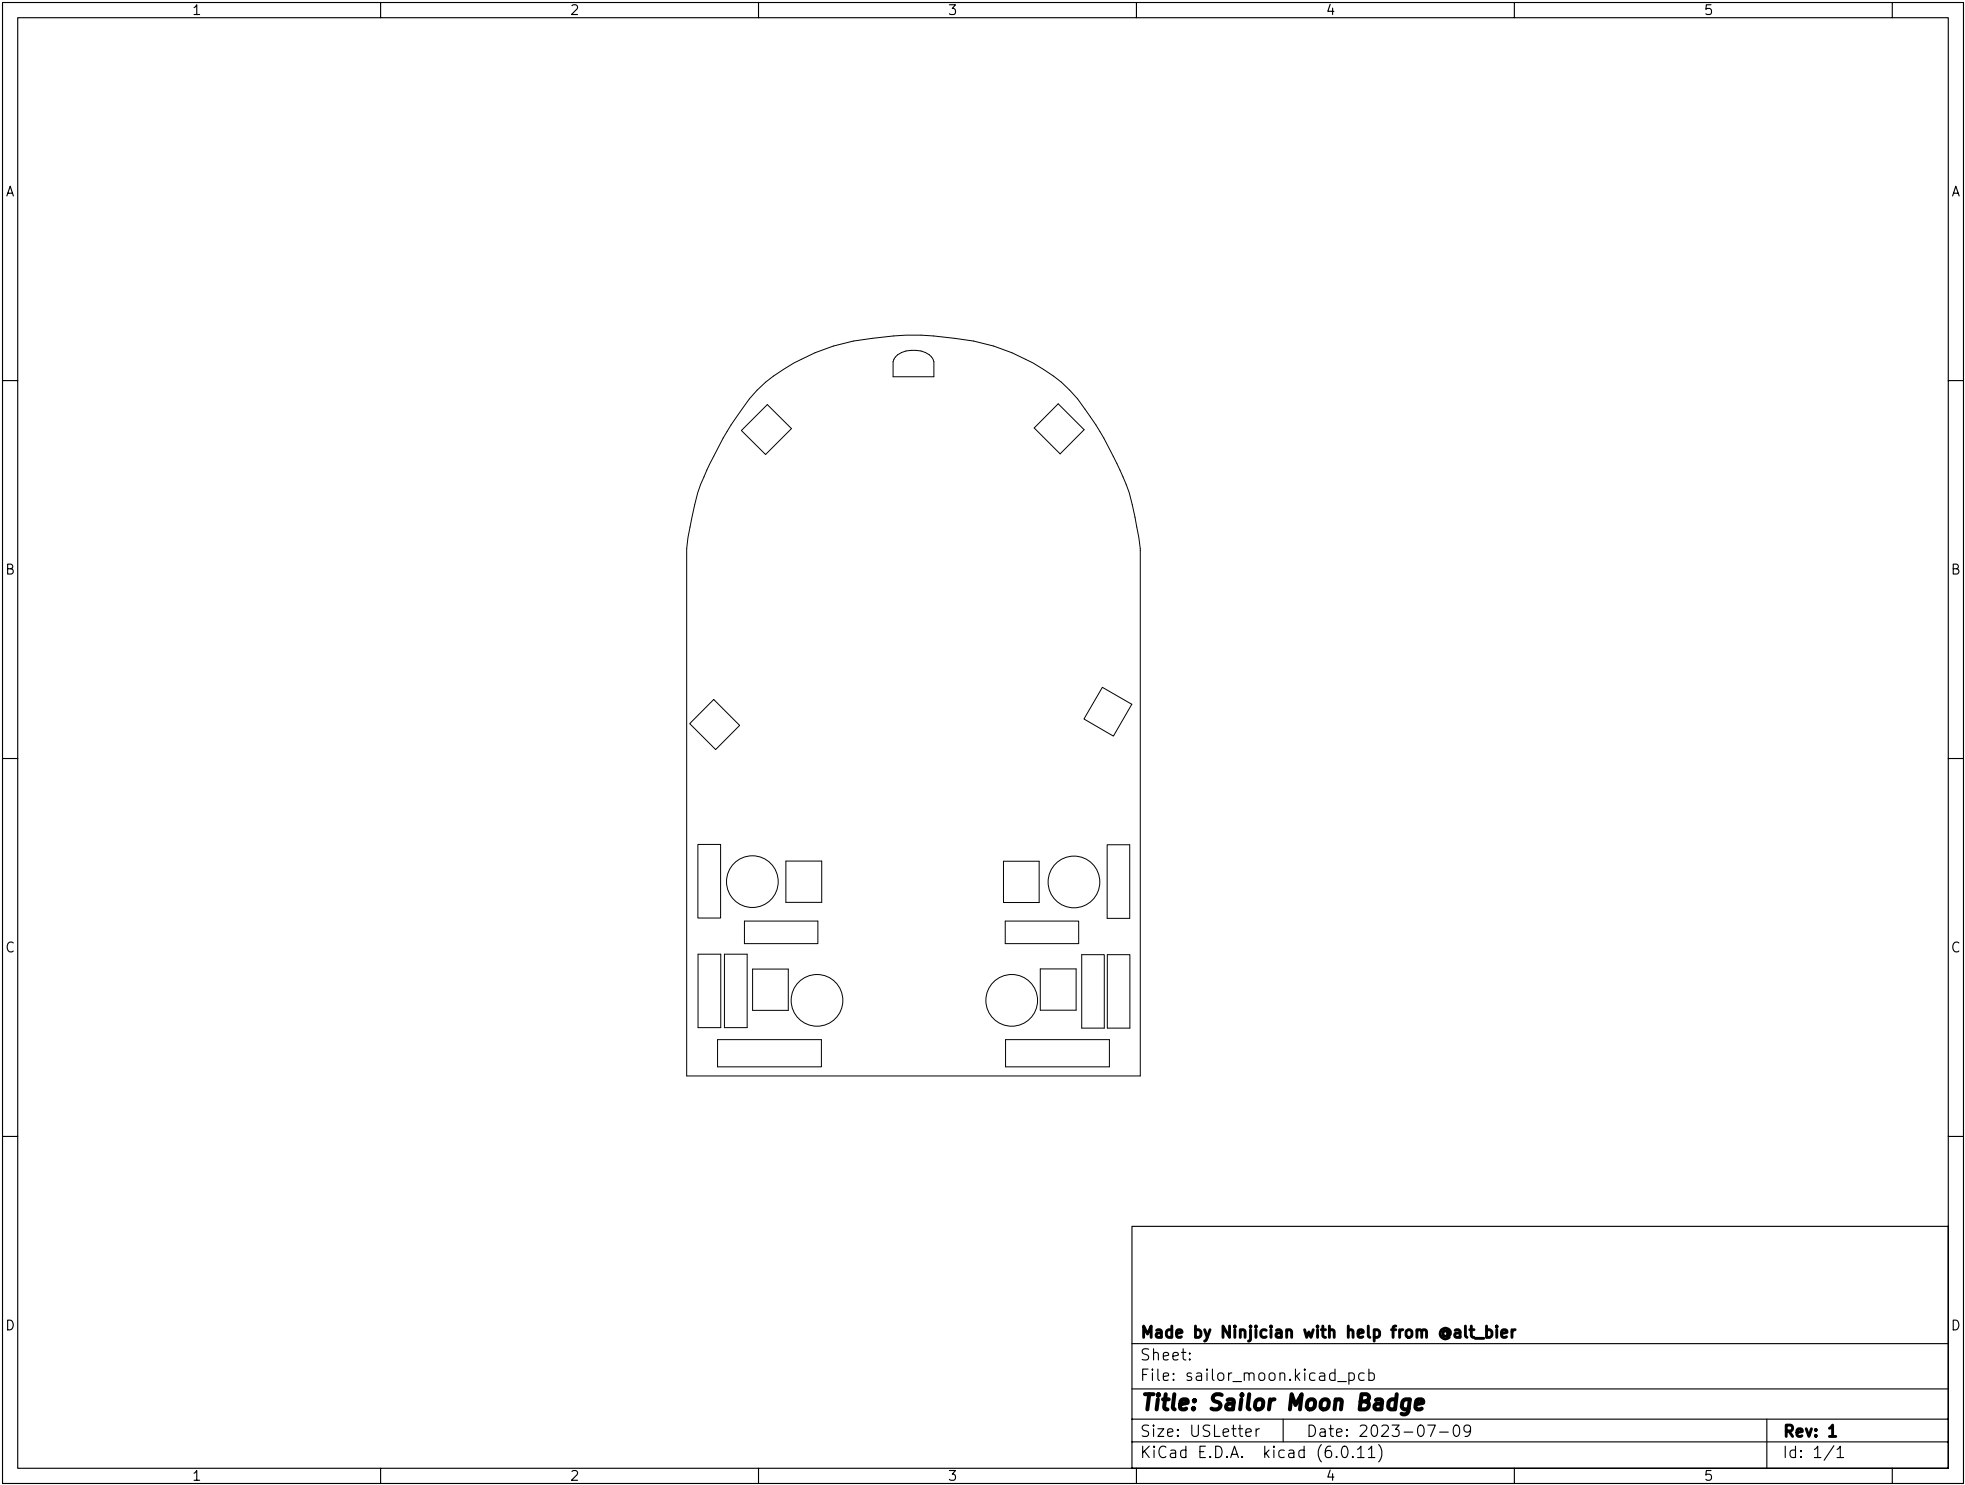 1 2 3 4 5
A A
B B
C C
Made by Ninjician with help from @alt_bier
D D
Sheet:
File: sailor_moon.kicad_pcb
Title: Sailor Moon Badge
Size: USLetter Date: 2023-07-09 Rev: 1
KiCad E.D.A. kicad (6.0.11) Id: 1/1
1 2 3 4 5